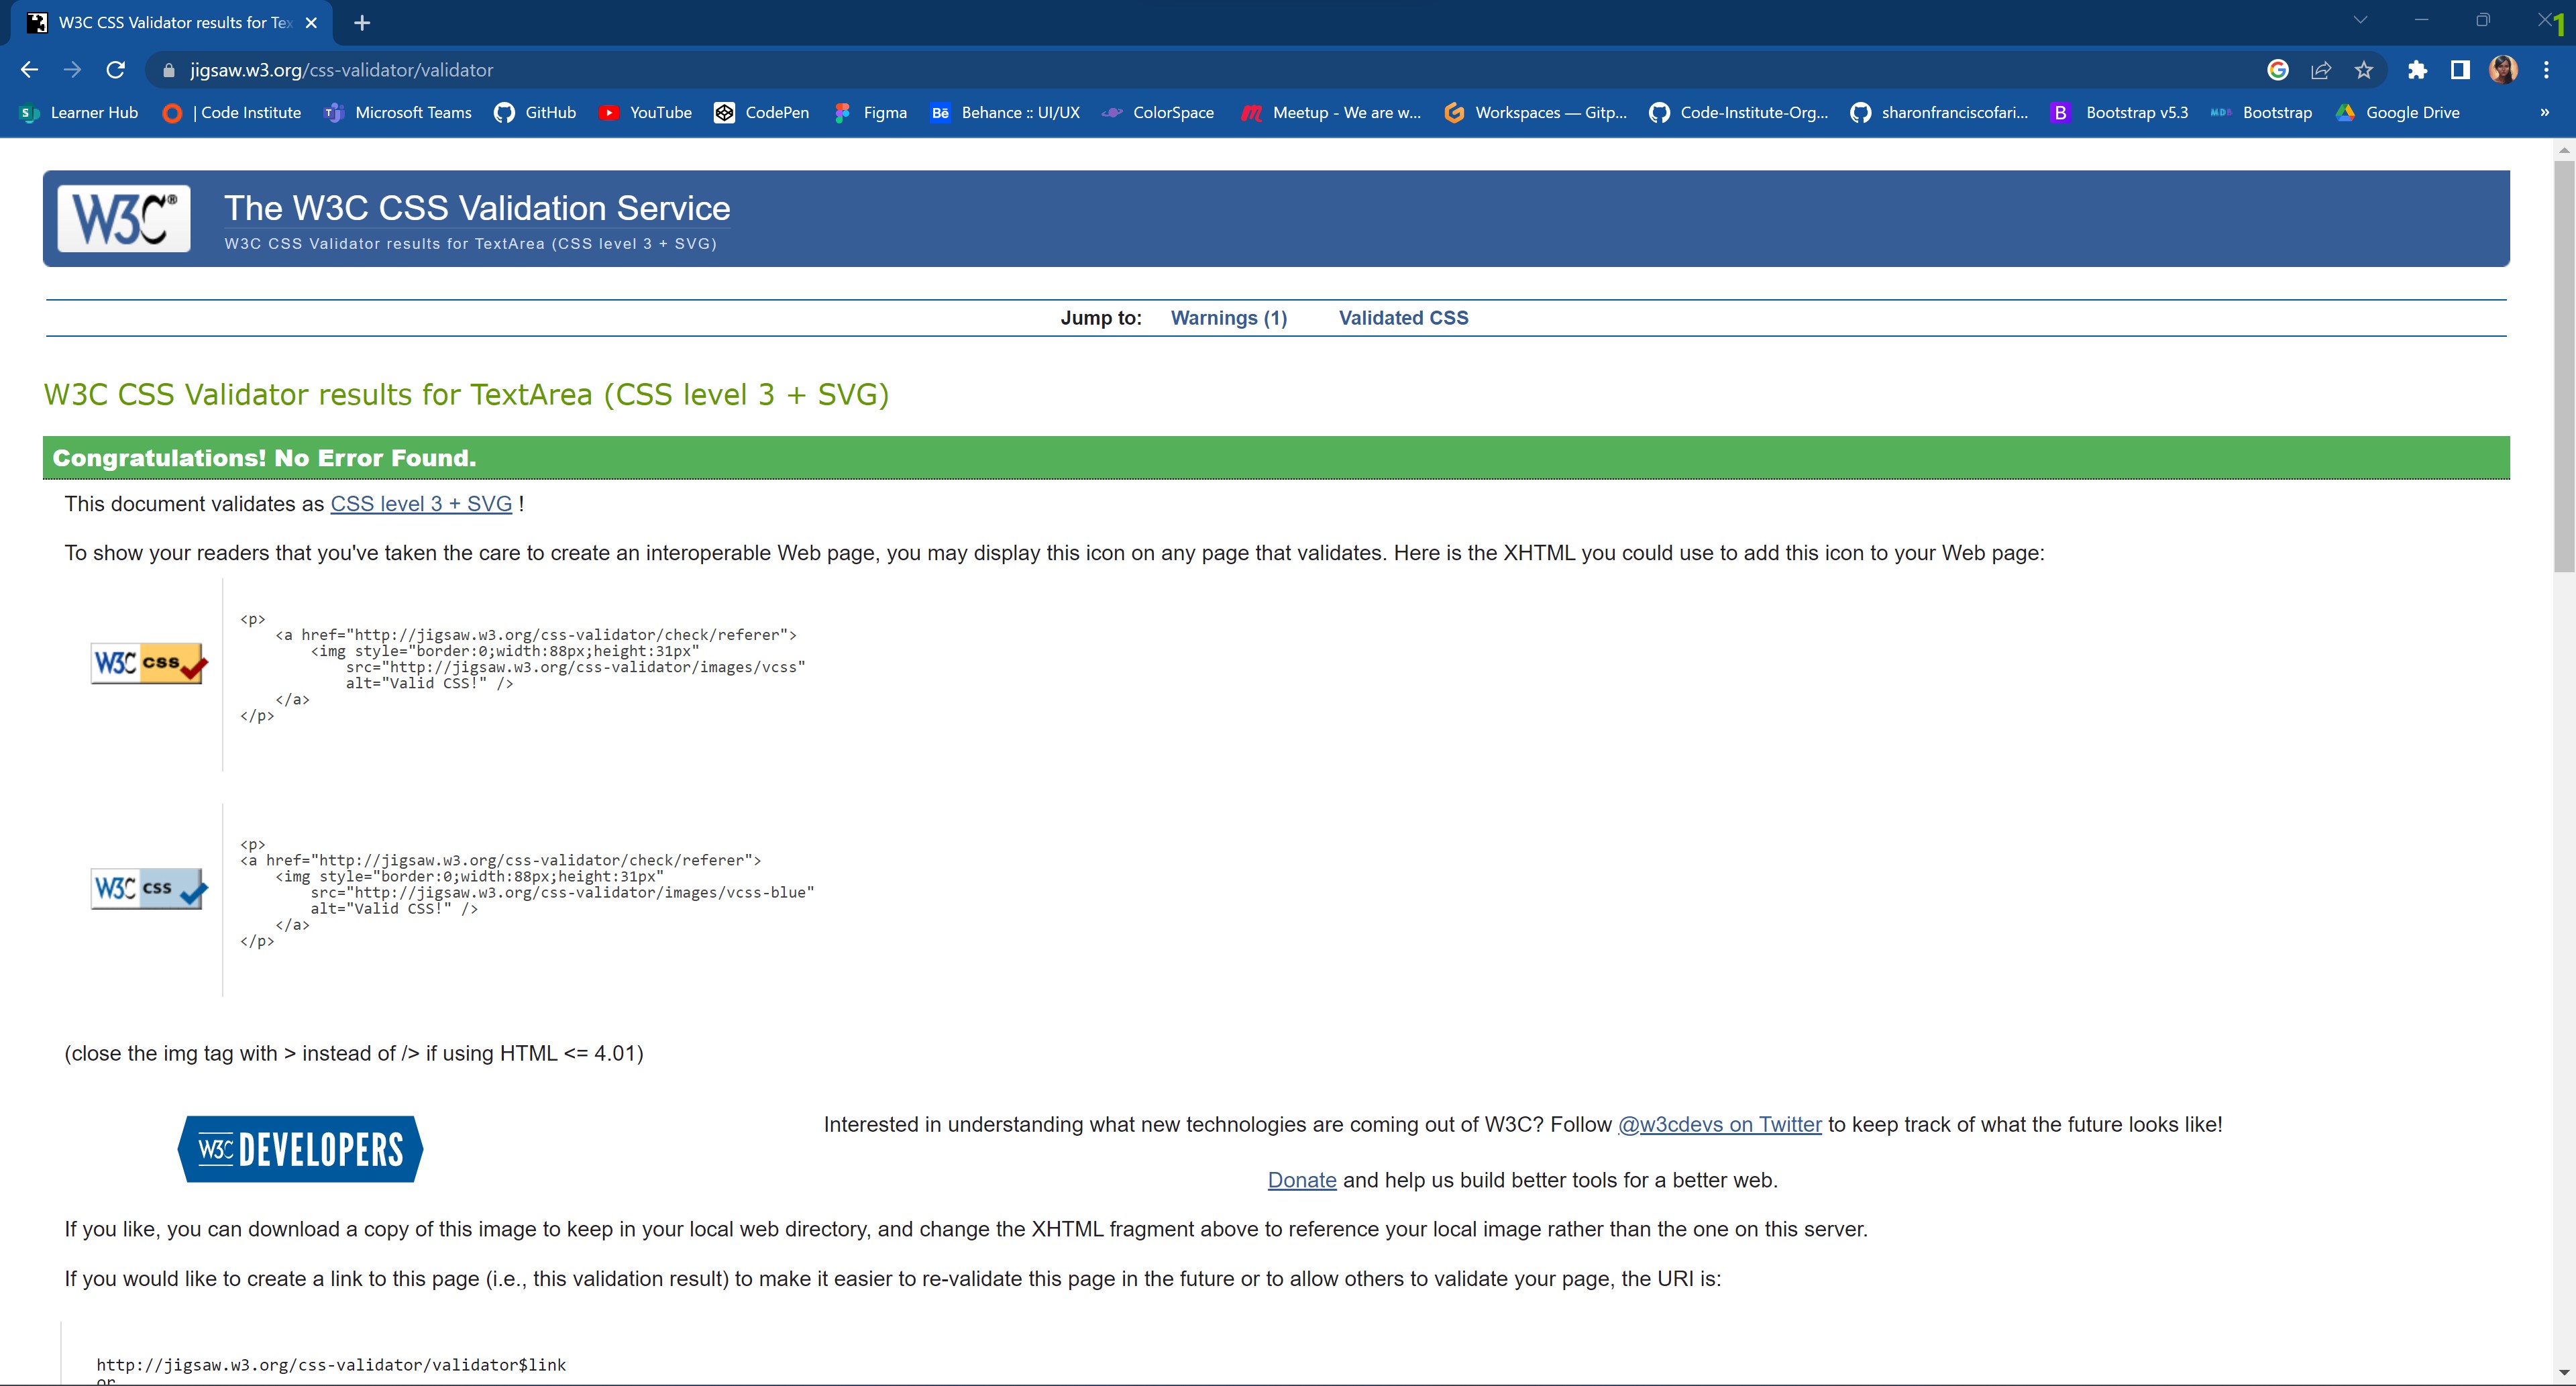 W3C CSS Validator results for Tex
1
jigsaw.w3.org/css-validator/validator
Learner Hub | Code Institute Microsoft Teams GitHub YouTube CodePen Figma Bē Behance :: UI/UX ColorSpace Meetup - We are w... Workspaces — Gitp... Code-Institute-Org... sharonfranciscofari... B Bootstrap v5.3 Bootstrap Google Drive »
W3C® The W3C CSS Validation Service
W3C CSS Validator results for TextArea (CSS level 3 + SVG)
Jump to: Warnings (1) Validated CSS
W3C CSS Validator results for TextArea (CSS level 3 + SVG)
Congratulations! No Error Found.
This document validates as CSS level 3 + SVG !
To show your readers that you've taken the care to create an interoperable Web page, you may display this icon on any page that validates. Here is the XHTML you could use to add this icon to your Web page:
W3C css
<p>
<a href="http://jigsaw.w3.org/css-validator/check/referer">
<img style="border:0;width:88px;height:31px"
src="http://jigsaw.w3.org/css-validator/images/vcss"
alt="Valid CSS!" />
</a>
</p>
W3C css
<p>
<a href="http://jigsaw.w3.org/css-validator/check/referer">
<img style="border:0;width:88px;height:31px"
src="http://jigsaw.w3.org/css-validator/images/vcss-blue"
alt="Valid CSS!" />
</a>
</p>
(close the img tag with > instead of /> if using HTML <= 4.01)
W3C DEVELOPERS
Interested in understanding what new technologies are coming out of W3C? Follow @w3cdevs on Twitter to keep track of what the future looks like!
Donate and help us build better tools for a better web.
If you like, you can download a copy of this image to keep in your local web directory, and change the XHTML fragment above to reference your local image rather than the one on this server.
If you would like to create a link to this page (i.e., this validation result) to make it easier to re-validate this page in the future or to allow others to validate your page, the URI is:
http://jigsaw.w3.org/css-validator/validator$link
or